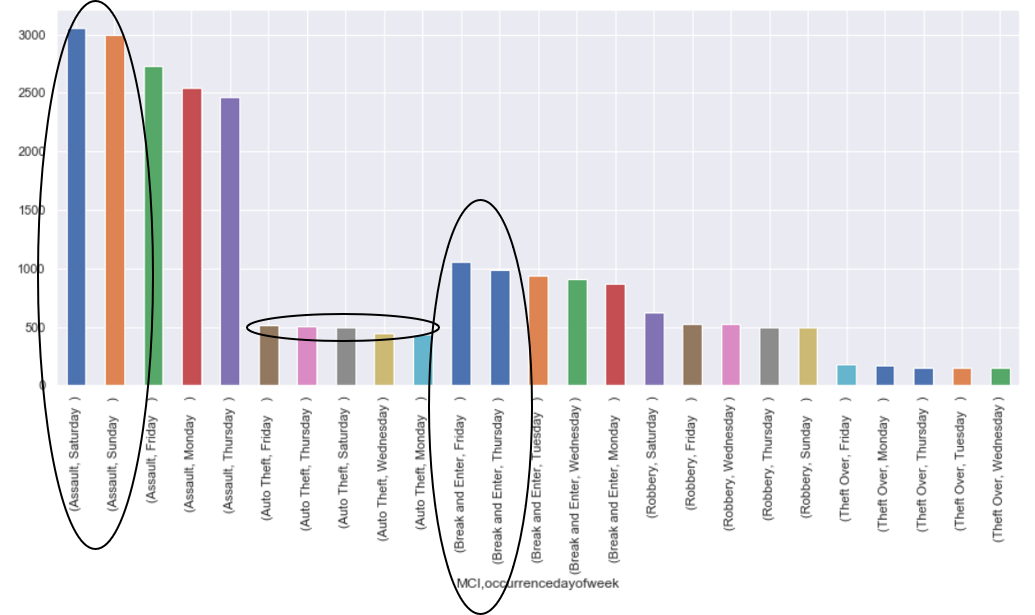 3000
2500
2000
1500
1000
500
0
(Assault, Saturday )
(Assault, Sunday )
(Assault, Friday )
(Assault, Monday )
(Assault, Thursday )
(Auto Theft, Friday )
(Auto Theft, Thursday )
(Auto Theft, Saturday )
(Auto Theft, Wednesday )
(Auto Theft, Monday )
(Break and Enter, Friday )
(Break and Enter, Thursday )
(Break and Enter, Tuesday )
(Break and Enter, Wednesday )
(Break and Enter, Monday )
(Robbery, Saturday )
(Robbery, Friday )
(Robbery, Wednesday )
(Robbery, Thursday )
(Robbery, Sunday )
(Theft Over, Friday )
(Theft Over, Monday )
(Theft Over, Thursday )
(Theft Over, Tuesday )
(Theft Over, Wednesday )
MCI,occurrencedayofweek